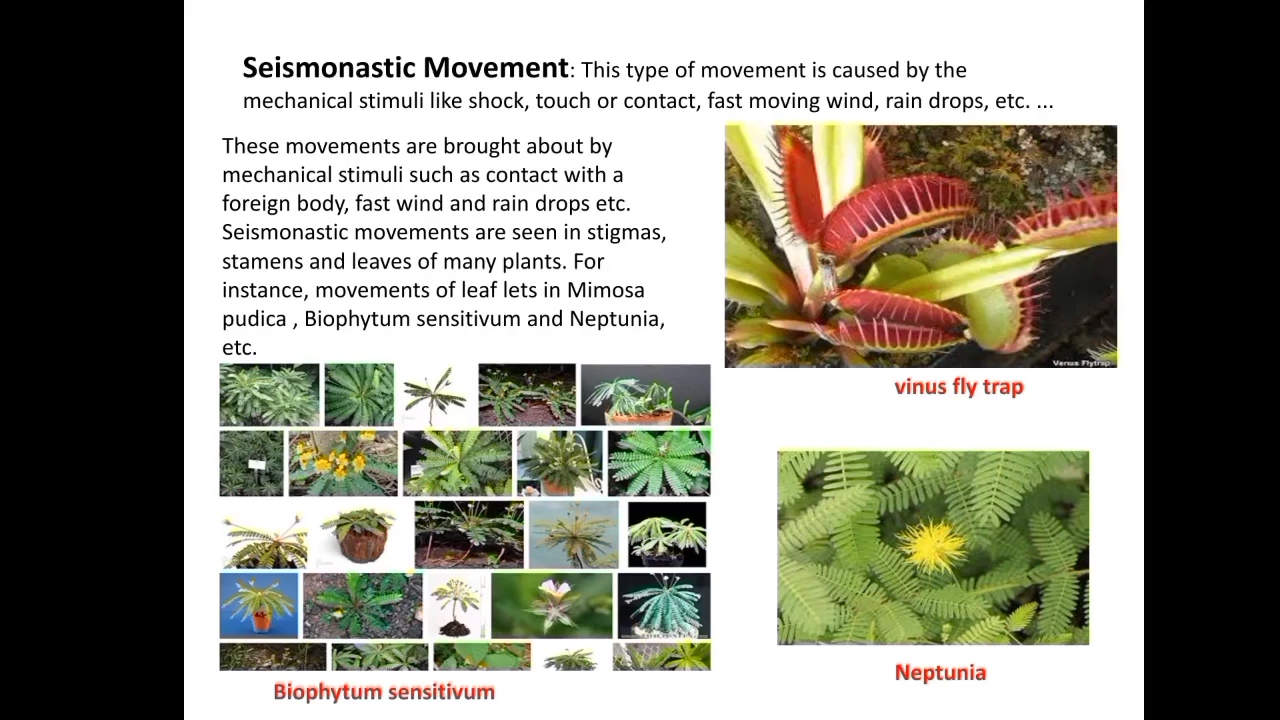 Seismonastic Movement: This type of movement is caused by the
mechanical stimuli like shock, touch or contact, fast moving wind, rain drops, etc. ...
These movements are brought about by
mechanical stimuli such as contact with a
foreign body, fast wind and rain drops etc.
Seismonastic movements are seen in stigmas,
stamens and leaves of many plants. For
instance, movements of leaf lets in Mimosa
pudica , Biophytum sensitivum and Neptunia,
etc.
Venus Flytrap
vinus fly trap
Neptunia
Biophytum sensitivum